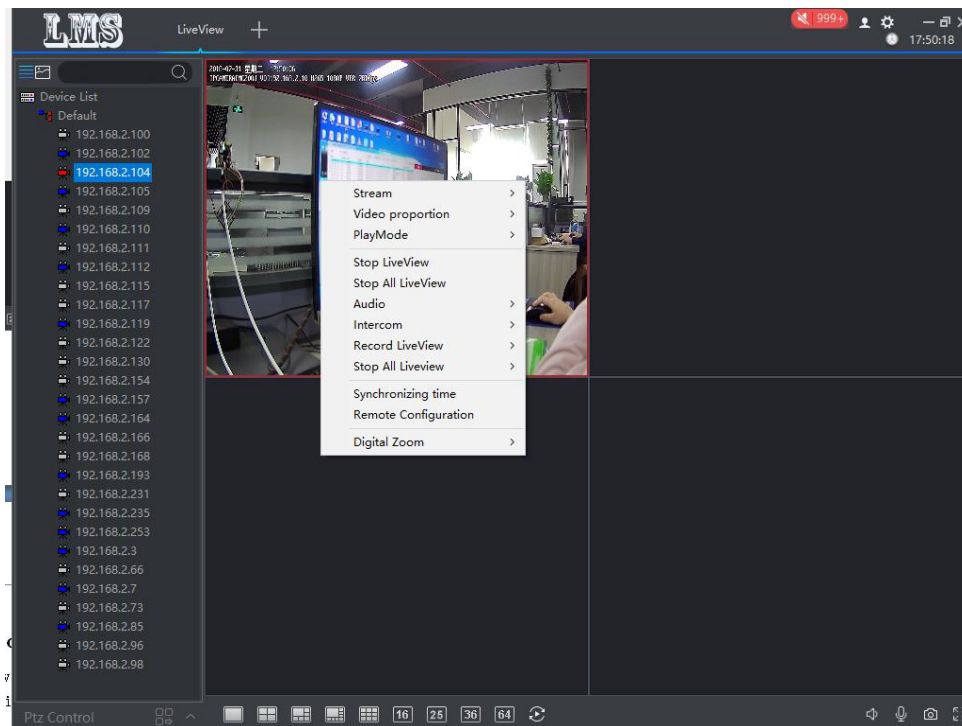 LMS
LiveView
999+
17:50:18
Device List
Default
192.168.2.100
192.168.2.102
192.168.2.104
192.168.2.105
192.168.2.109
192.168.2.110
192.168.2.111
192.168.2.112
192.168.2.115
192.168.2.117
192.168.2.119
192.168.2.122
192.168.2.130
192.168.2.154
192.168.2.157
192.168.2.164
192.168.2.166
192.168.2.168
192.168.2.193
192.168.2.231
192.168.2.235
192.168.2.253
192.168.2.3
192.168.2.66
192.168.2.7
192.168.2.73
192.168.2.85
192.168.2.96
192.168.2.98
Ptz Control
星期二
1080P
Stream
Video proportion
PlayMode
Stop LiveView
Stop All LiveView
Audio
Intercom
Record LiveView
Stop All Liveview
Synchronizing time
Remote Configuration
Digital Zoom
16
25
36
64